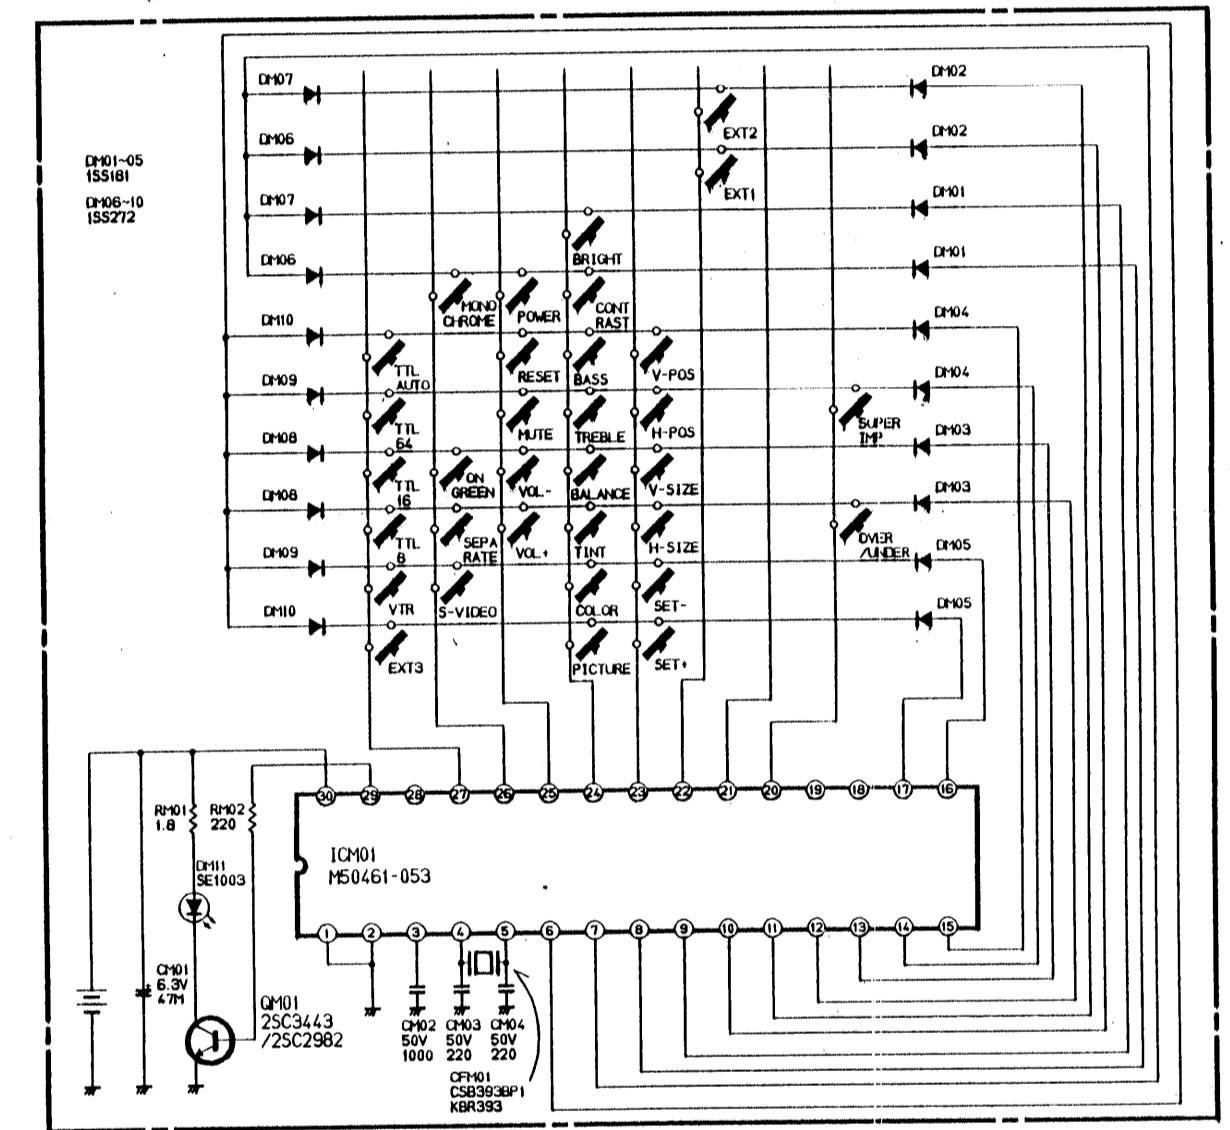 DM07
DM02
EXT2
DM06
DM02
EXT1
DM01~05
1SS181
DM06~10
1SS272
DM07
DM01
BRIGHT
DM06
DM01
MONO
CHROME
POWER
CONT
RAST
DM10
DM04
TTL
AUTO
RESET
BASS
V-POS
DM09
DM04
TTL
64
MUTE
TREBLE
H-POS
SUPER
IMP
DM08
DM03
TTL
16
ON
GREEN
VOL-
BALANCE
V-SIZE
DM08
DM03
TTL
8
SEPA
RATE
VOL+
TINT
H-SIZE
OVER
/UNDER
DM09
DM05
VTR
S-VIDEO
COLOR
SET-
DM10
DM05
EXT3
PICTURE
SET+
30 29 28 27 26 25 24 23 22 21 20 19 18 17 16
RM01
1.8
RM02
220
DM11
SE1003
ICM01
M50461-053
1 2 3 4 5 6 7 8 9 10 11 12 13 14 15
CM01
6.3V
47M
QM01
2SC3443
/2SC2982
CM02
50V
1000
CM03
50V
220
CM04
50V
220
CFM01
CSB393BP1
KBR393